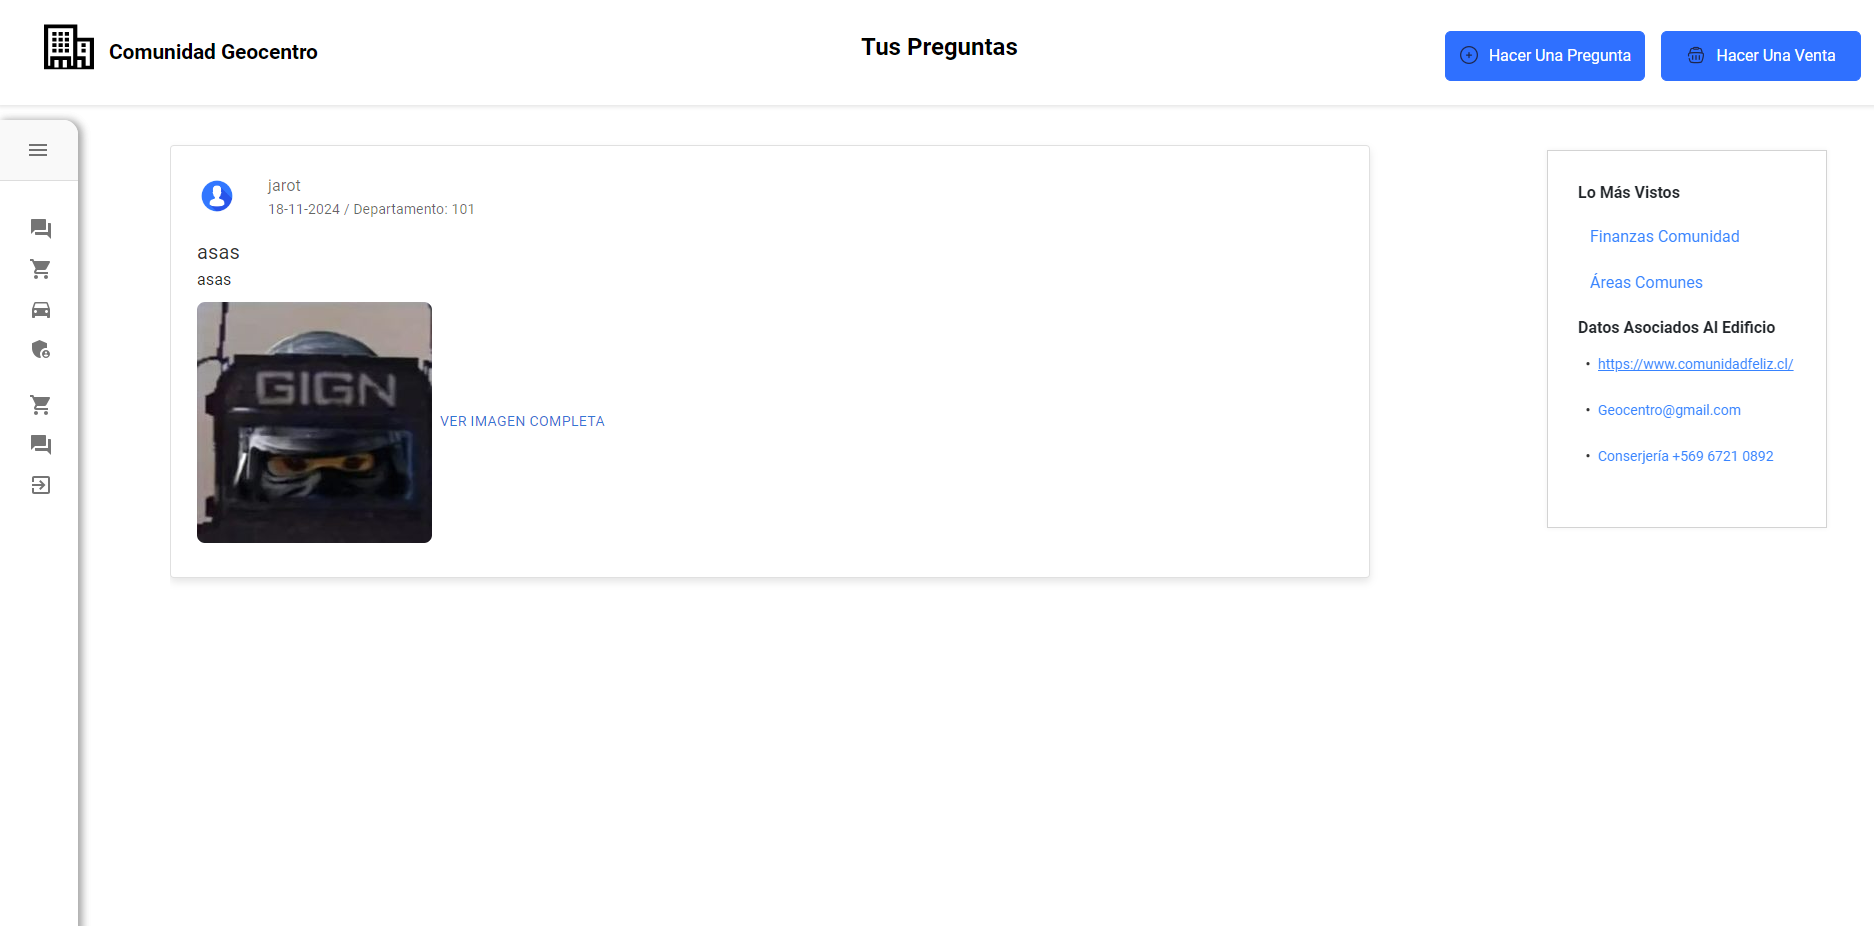 Comunidad Geocentro
Tus Preguntas
Hacer Una Pregunta
Hacer Una Venta
jarot
18-11-2024 / Departamento: 101
asas
asas
GIGN
VER IMAGEN COMPLETA
Lo Más Vistos
Finanzas Comunidad
Áreas Comunes
Datos Asociados Al Edificio
• https://www.comunidadfeliz.cl/
• Geocentro@gmail.com
• Conserjería +569 6721 0892